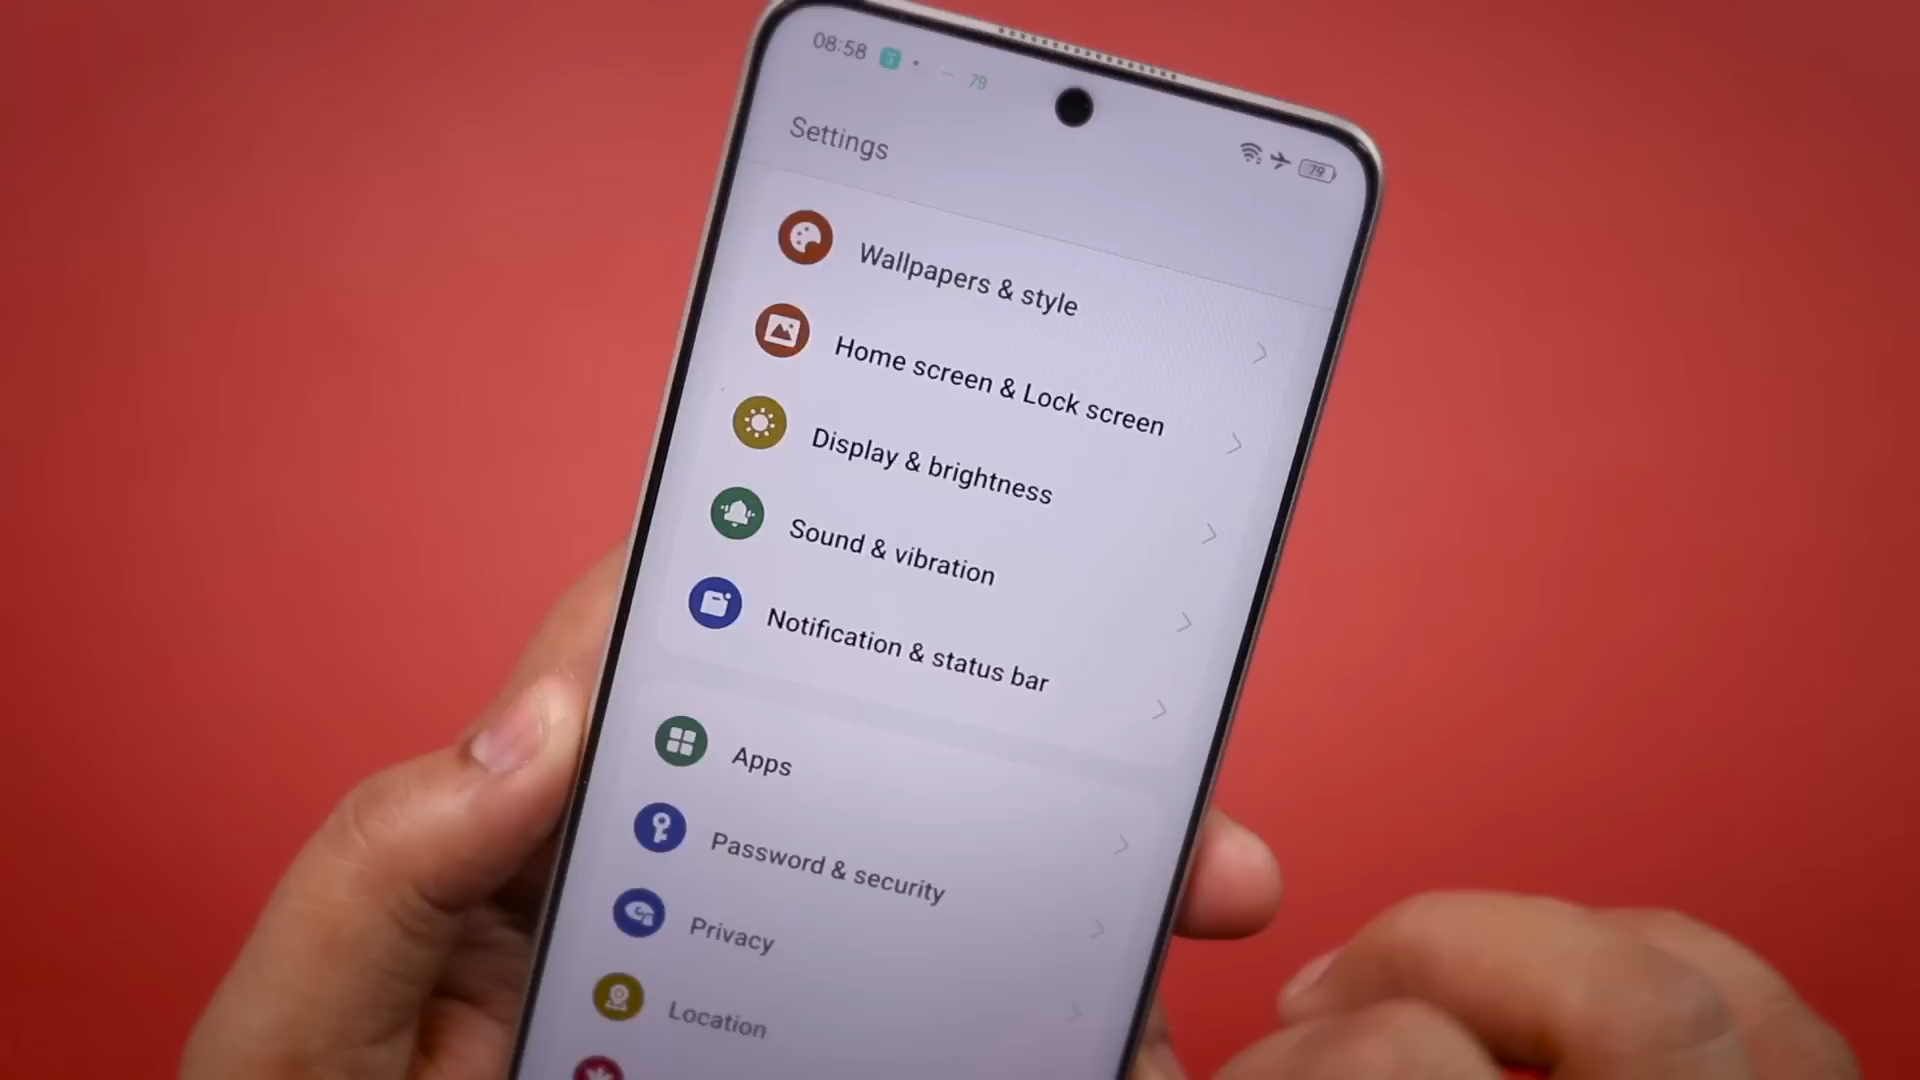 08:58
79
79
Settings
Wallpapers & style
Home screen & Lock screen
Display & brightness
Sound & vibration
Notification & status bar
Apps
Password & security
Privacy
Location